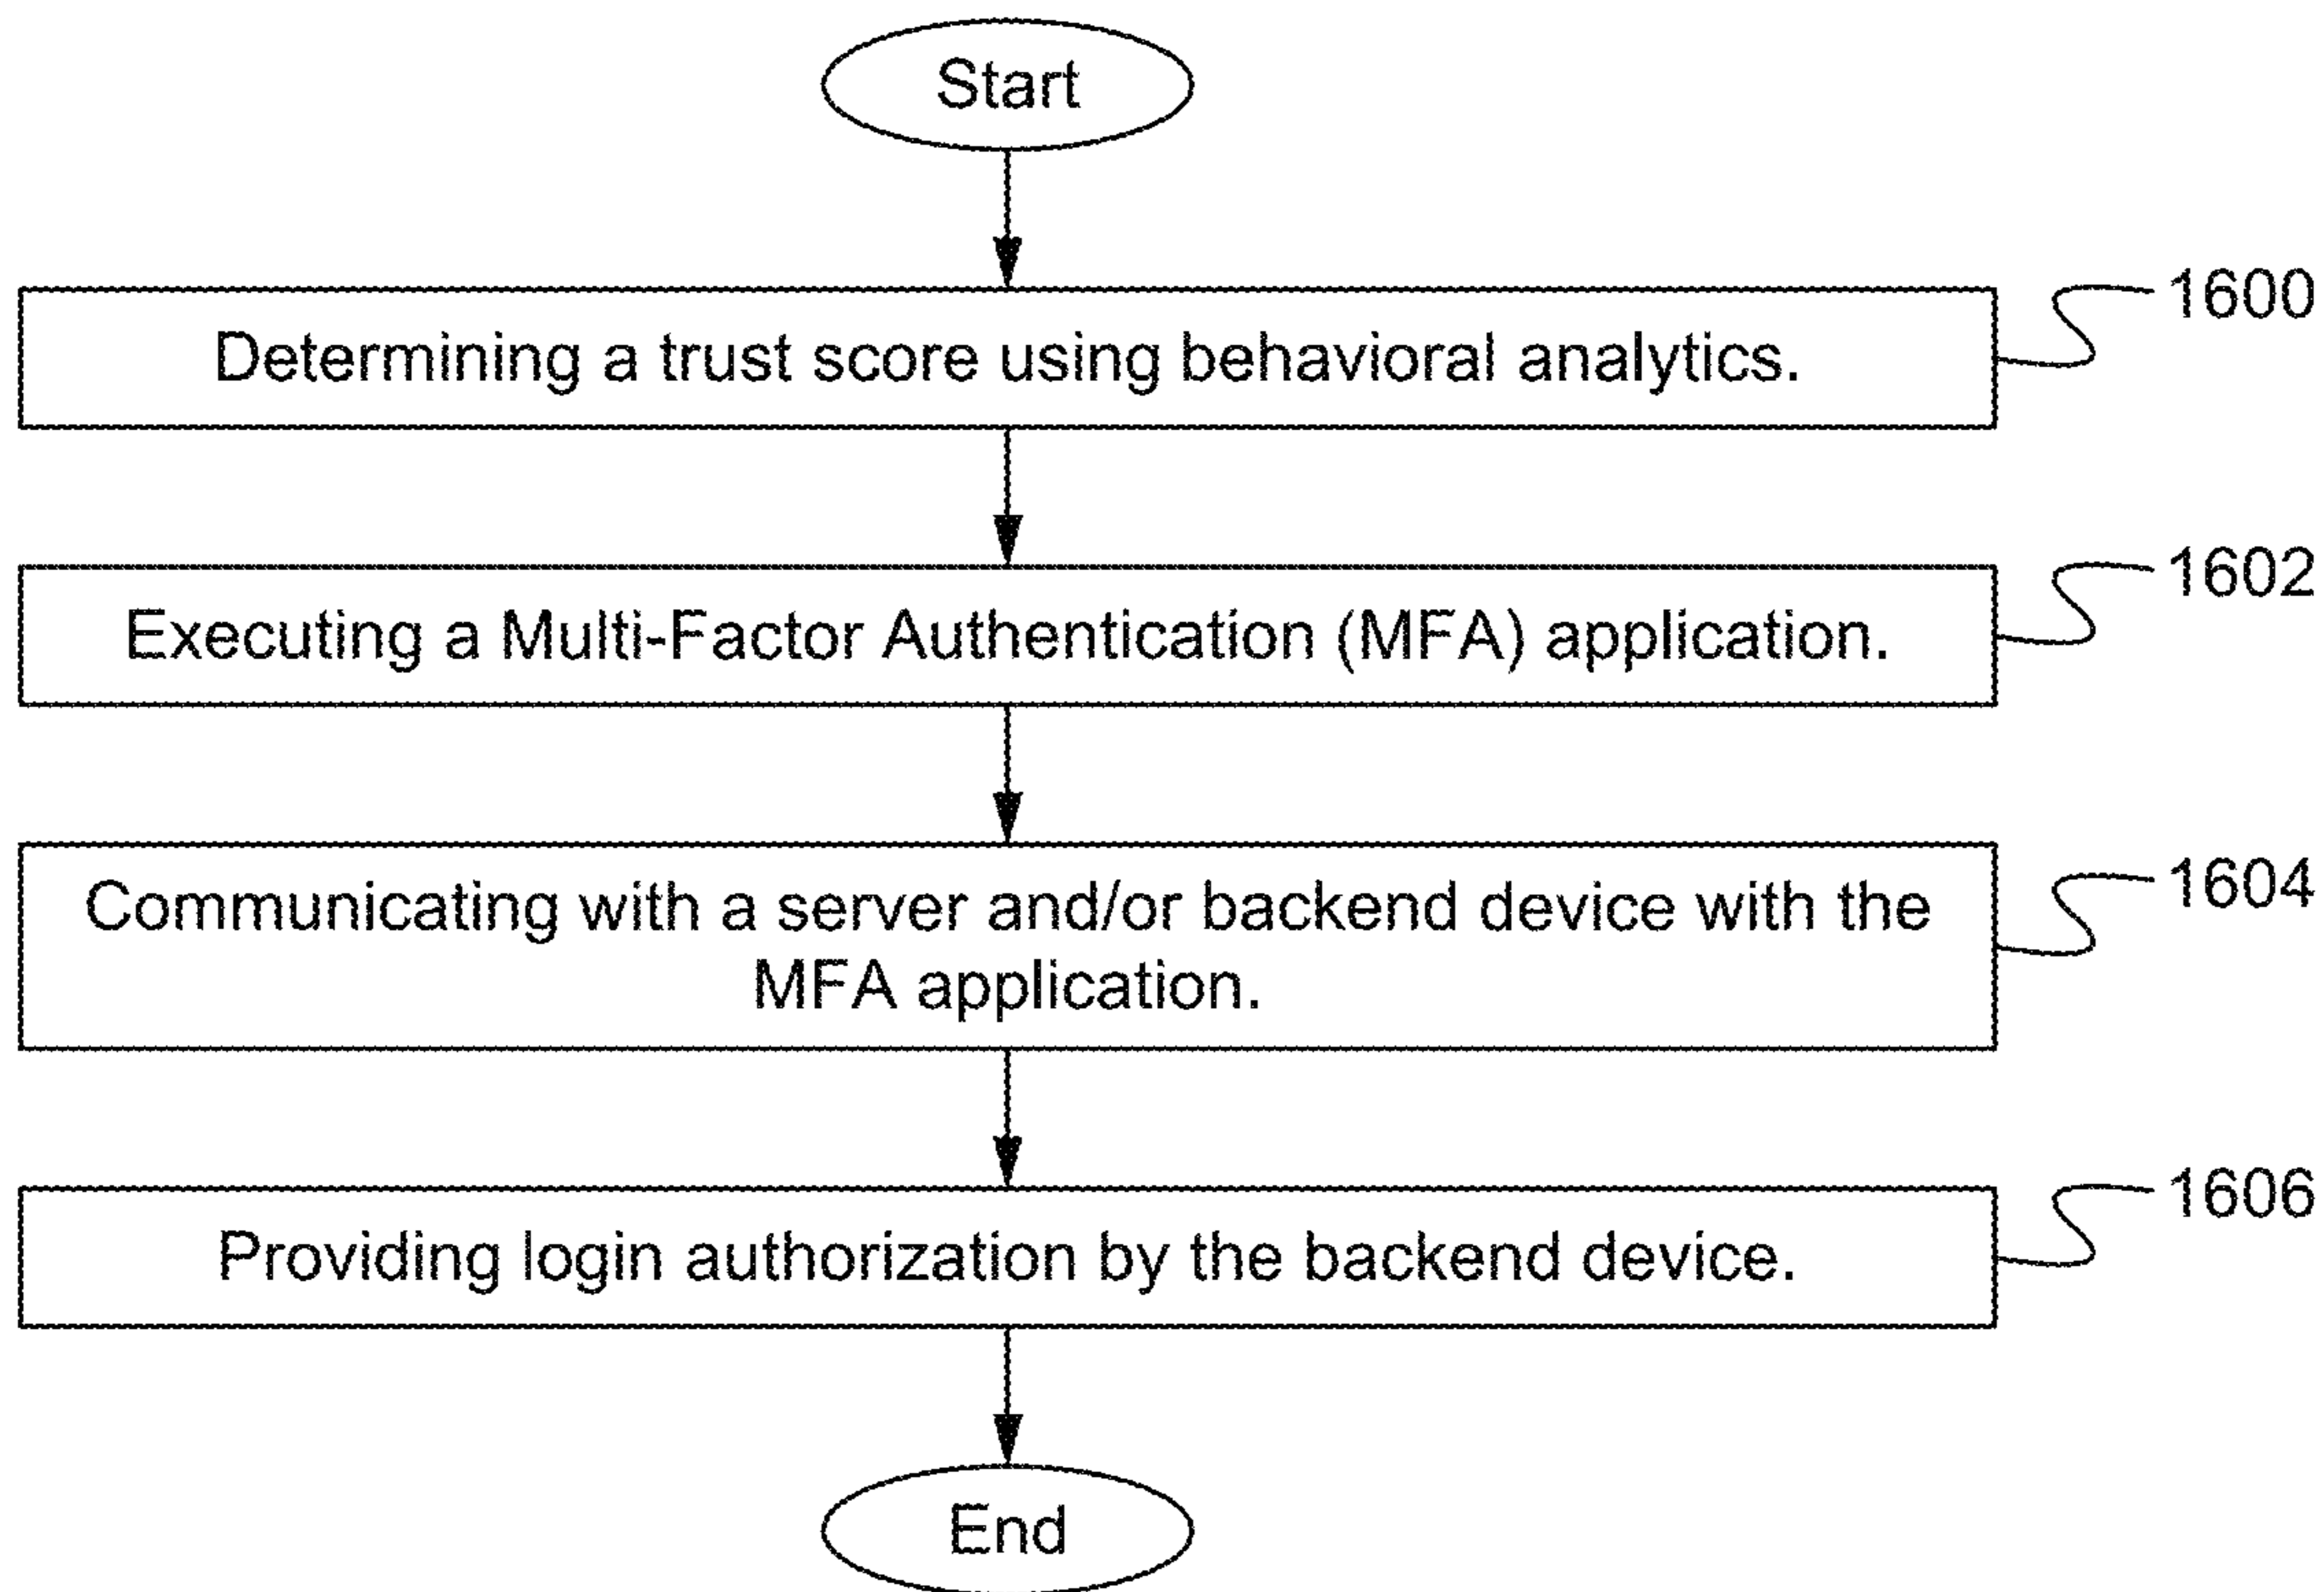 Start
Determining a trust score using behavioral analytics.
1600
Executing a Multi-Factor Authentication (MFA) application.
1602
Communicating with a server and/or backend device with the
MFA application.
1604
Providing login authorization by the backend device.
1606
End